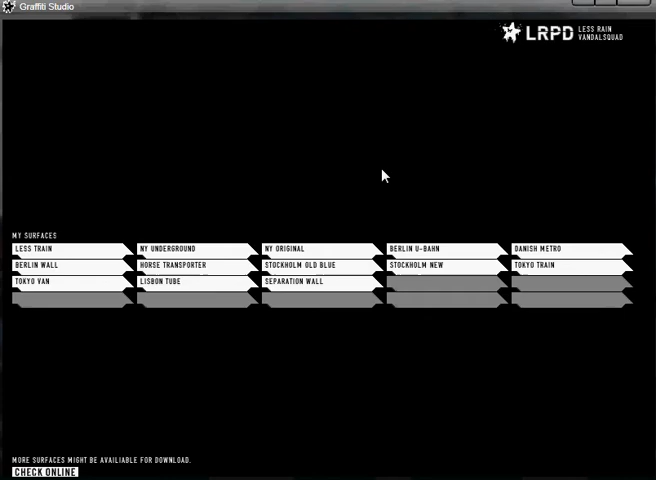 Graffiti Studio
LRPD LESS RAIN
VANDALSQUAD
MY SURFACES
LESS TRAIN NY UNDERGROUND NY ORIGINAL BERLIN U-BAHN DANISH METRO
BERLIN WALL HORSE TRANSPORTER STOCKHOLM OLD BLUE STOCKHOLM NEW TOKYO TRAIN
TOKYO VAN LISBON TUBE SEPARATION WALL
MORE SURFACES MIGHT BE AVAILIABLE FOR DOWNLOAD.
CHECK ONLINE